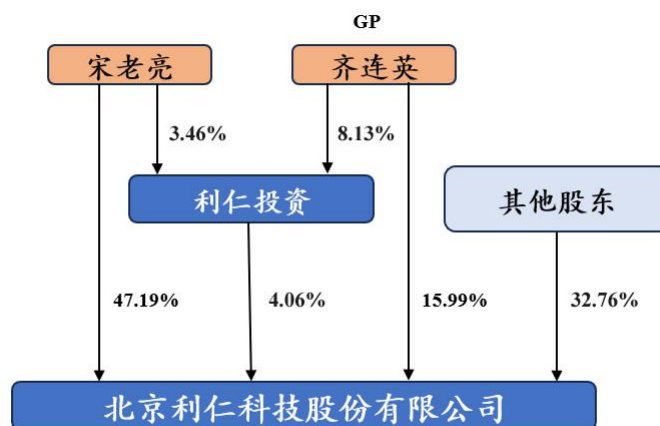 GP
宋老亮
齐连英
3.46%
8.13%
利仁投资
其他股东
47.19%
4.06%
15.99%
32.76%
北京利仁科技股份有限公司